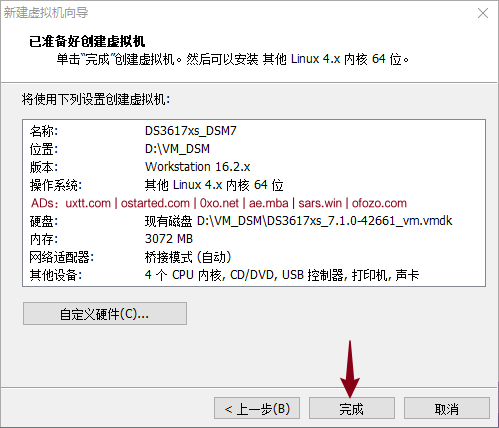 新建虚拟机向导
已准备好创建虚拟机
单击“完成”创建虚拟机。然后可以安装 其他 Linux 4.x 内核 64 位。
将使用下列设置创建虚拟机:
名称: DS3617xs_DSM7
位置: D:\VM_DSM
版本: Workstation 16.2.x
操作系统: 其他 Linux 4.x 内核 64 位
ADs: uxtt.com | ostarted.com | 0xo.net | ae.mba | sars.win | ofozo.com
硬盘: 现有磁盘 D:\VM_DSM\DS3617xs_7.1.0-42661_vm.vmdk
内存: 3072 MB
网络适配器: 桥接模式 (自动)
其他设备: 4 个 CPU 内核, CD/DVD, USB 控制器, 打印机, 声卡
自定义硬件(C)...
< 上一步(B) 完成 取消